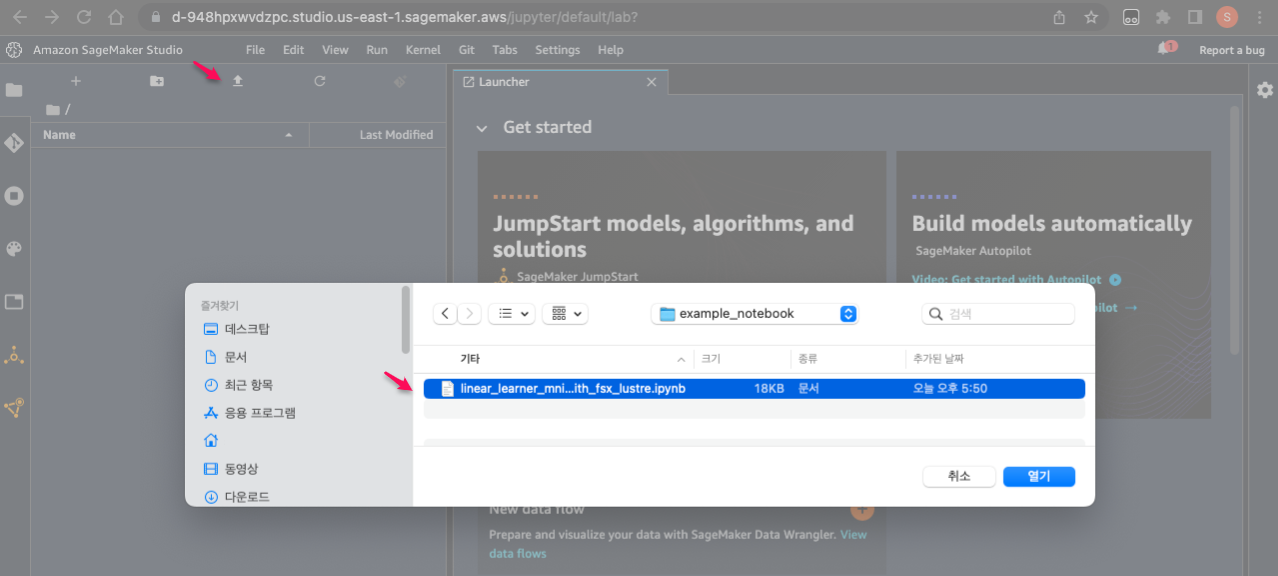 d-948hpxwvdzpc.studio.us-east-1.sagemaker.aws/jupyter/default/lab?
S
Amazon SageMaker Studio File Edit View Run Kernel Git Tabs Settings Help 1 Report a bug
Launcher
/
Name Last Modified
Get started
JumpStart models, algorithms, and
solutions
SageMaker JumpStart
Build models automatically
SageMaker Autopilot
Video: Get started with Autopilot
pilot →
즐겨찾기
데스크탑
문서
최근 항목
응용 프로그램
동영상
다운로드
example_notebook
검색
기타 크기 종류 추가된 날짜
linear_learner_mni...ith_fsx_lustre.ipynb 18KB 문서 오늘 오후 5:50
취소 열기
New data flow
Prepare and visualize your data with SageMaker Data Wrangler. View
data flows